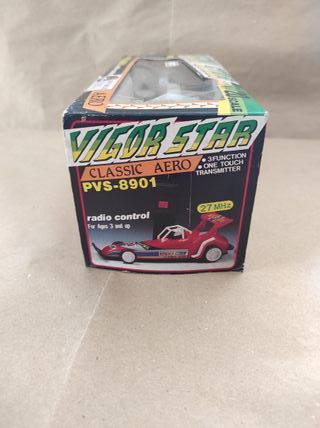 VIGOR STAR
CLASSIC AERO
• 3 FUNCTION
• ONE TOUCH
TRANSMITTER
PVS-8901
radio control
For Ages 3 and up
27 MHz